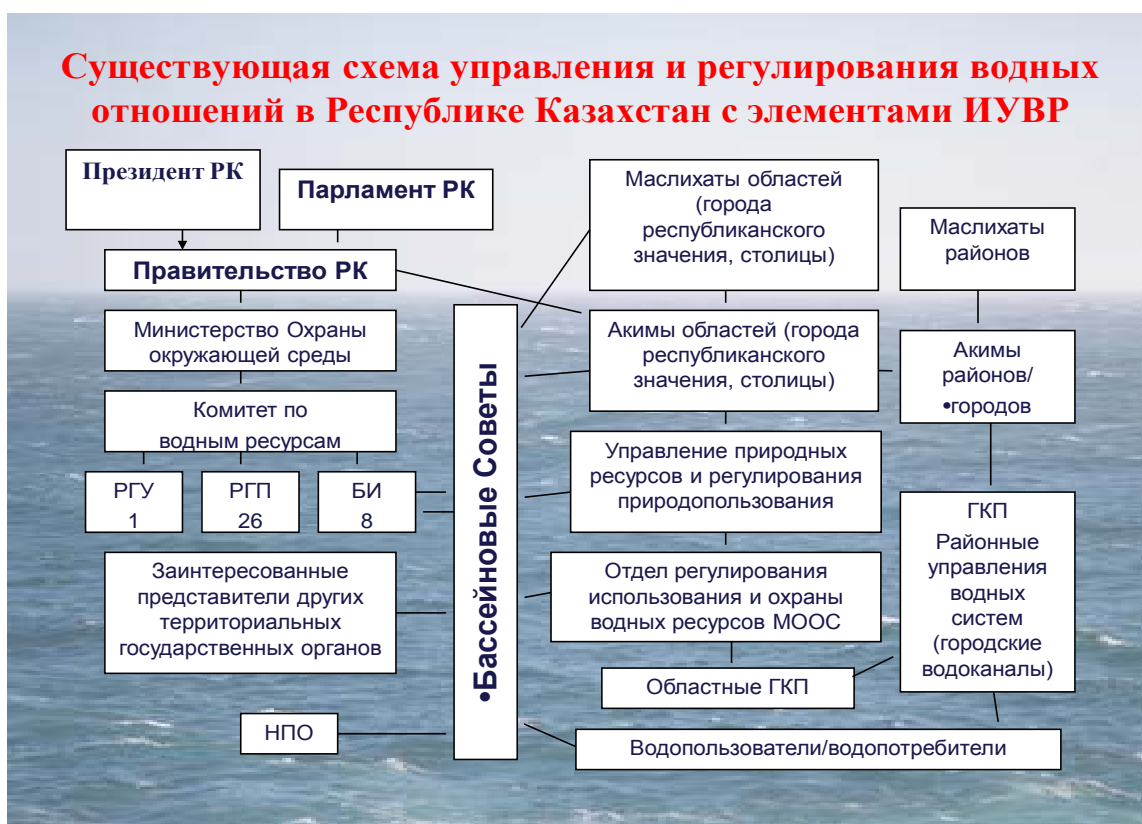 Существующая схема управления и регулирования водных
отношений в Республике Казахстан с элементами ИУВР
Президент РК
Парламент РК
Правительство РК
Министерство Охраны
окружающей среды
Комитет по
водным ресурсам
РГУ
1
РГП
26
БИ
8
Заинтересованные
представители других
территориальных
государственных органов
НПО
•Бассейновые Советы
Маслихаты областей
(города
республиканского
значения, столицы)
Акимы областей (города
республиканского
значения, столицы)
Управление природных
ресурсов и регулирования
природопользования
Отдел регулирования
использования и охраны
водных ресурсов МООС
Областные ГКП
Маслихаты
районов
Акимы
районов/
•городов
ГКП
Районные
управления
водных
систем
(городские
водоканалы)
Водопользователи/водопотребители